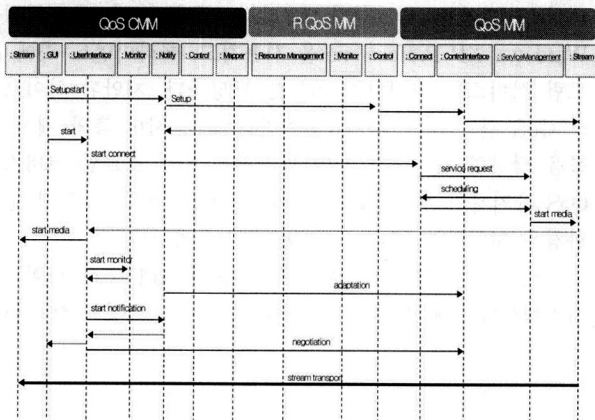 QoS CMM
R QoS MM
QoS MM
: Stream
: GUI
: UserInterface
: Monitor
: Notify
: Control
: Mapper
: Resource Management
: Monitor
: Control
: Connect
: ControlInterface
: ServiceManagement
: Stream
Setupstart
Setup
start
start connect
service request
scheduling
start media
start media
start monitor
adaptation
start notification
negotiation
stream transport